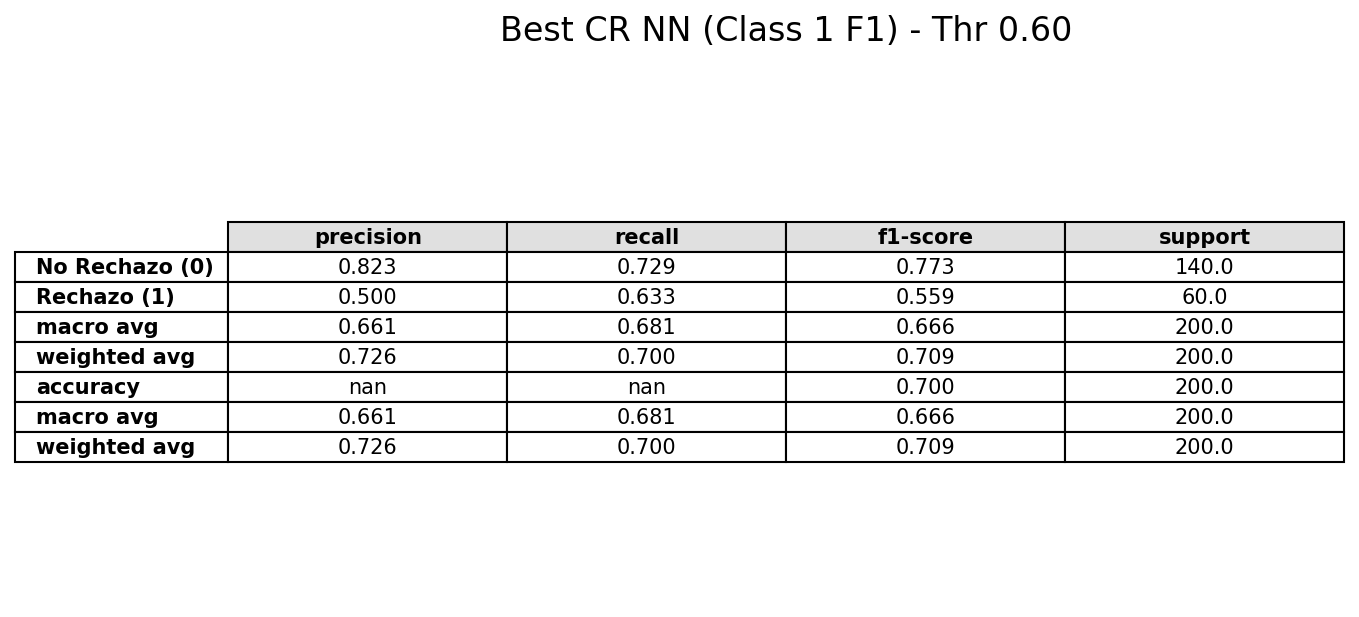 Best CR NN (Class 1 F1) - Thr 0.60
precision recall f1-score support
No Rechazo (0) 0.823 0.729 0.773 140.0
Rechazo (1) 0.500 0.633 0.559 60.0
macro avg 0.661 0.681 0.666 200.0
weighted avg 0.726 0.700 0.709 200.0
accuracy nan nan 0.700 200.0
macro avg 0.661 0.681 0.666 200.0
weighted avg 0.726 0.700 0.709 200.0